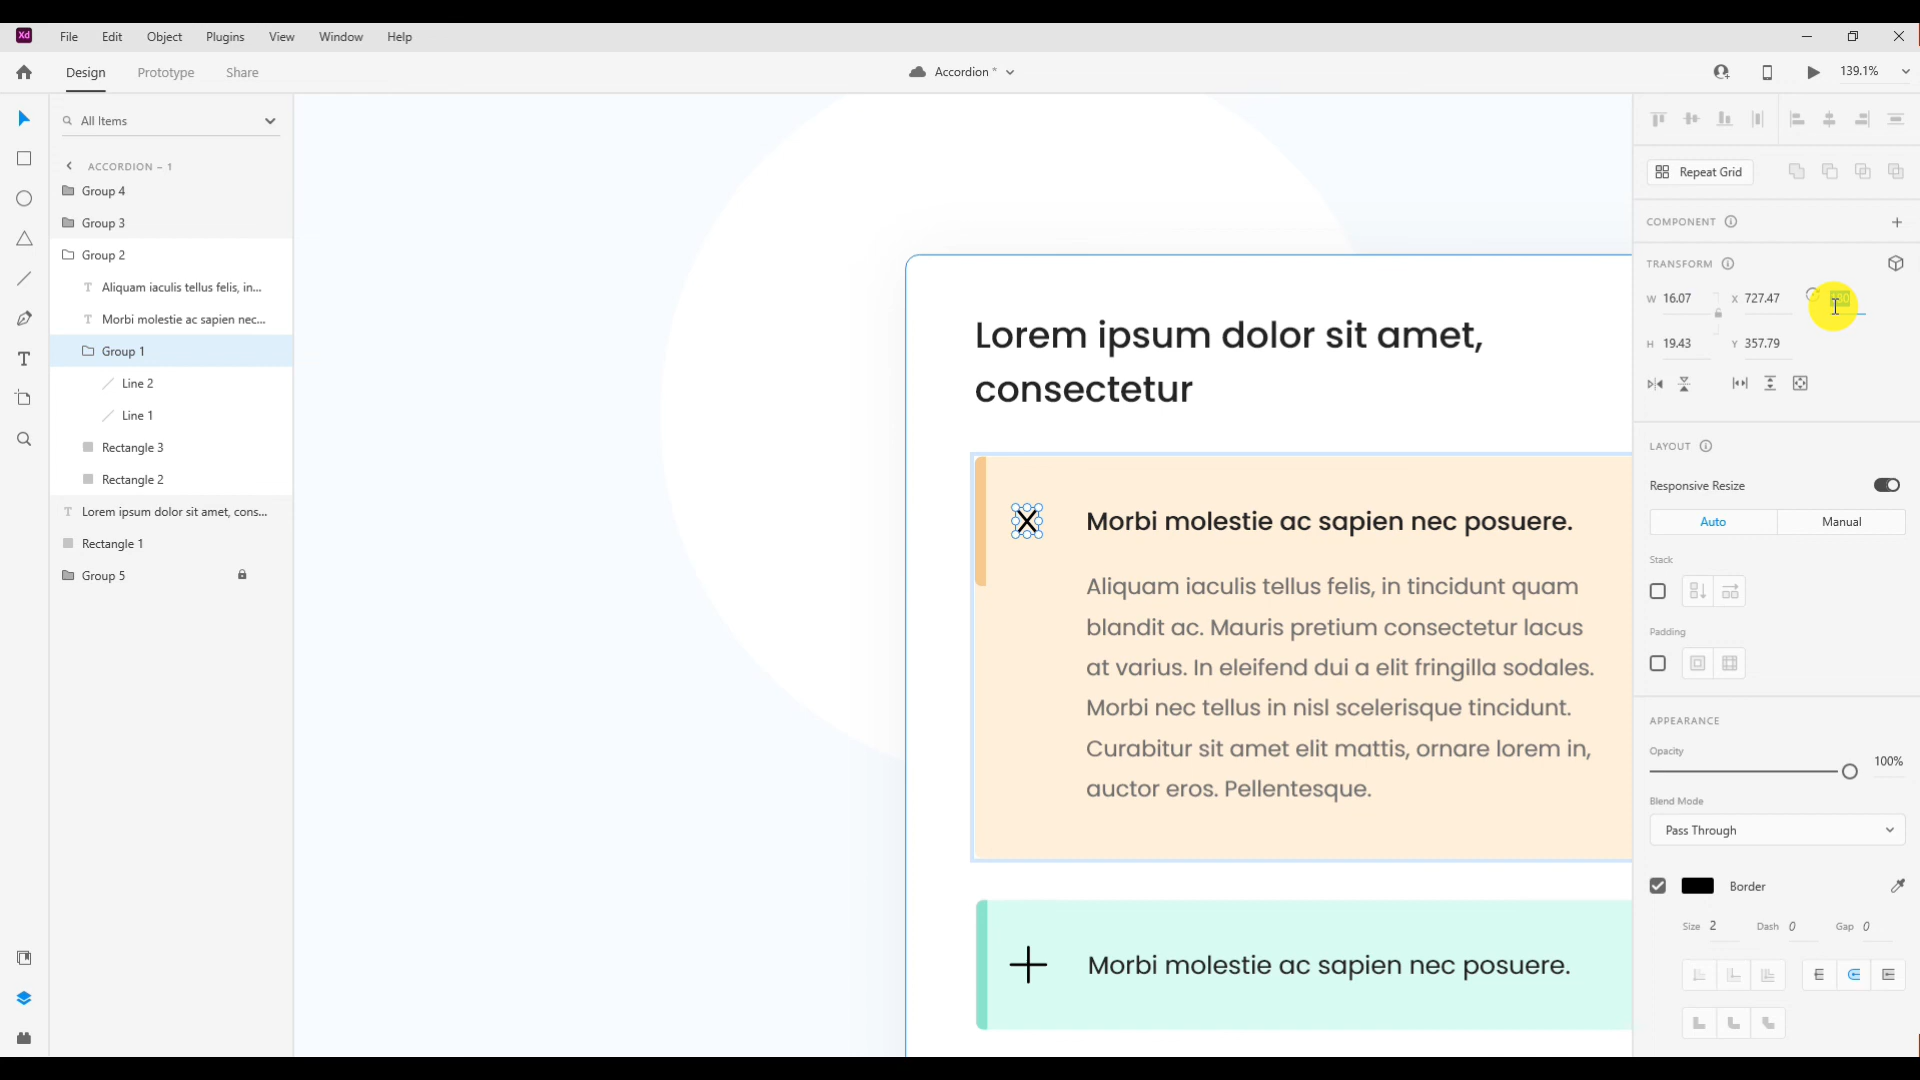 Xd File Edit Object Plugins View Window Help
Design Prototype Share Accordion * 139.1%
All Items
ACCORDION – 1
Group 4
Group 3
Group 2
T Aliquam iaculis tellus felis, in...
T Morbi molestie ac sapien nec...
Group 1
Line 2
Line 1
Rectangle 3
Rectangle 2
T Lorem ipsum dolor sit amet, cons...
Rectangle 1
Group 5
Lorem ipsum dolor sit amet,
consectetur
Morbi molestie ac sapien nec posuere.
Aliquam iaculis tellus felis, in tincidunt quam
blandit ac. Mauris pretium consectetur lacus
at varius. In eleifend dui a elit fringilla sodales.
Morbi nec tellus in nisl scelerisque tincidunt.
Curabitur sit amet elit mattis, ornare lorem in,
auctor eros. Pellentesque.
Morbi molestie ac sapien nec posuere.
Repeat Grid
COMPONENT
TRANSFORM
W 16.07 X 727.47
H 19.43 Y 357.79
LAYOUT
Responsive Resize
Auto Manual
Stack
Padding
APPEARANCE
Opacity
100%
Blend Mode
Pass Through
Border
Size 2 Dash 0 Gap 0